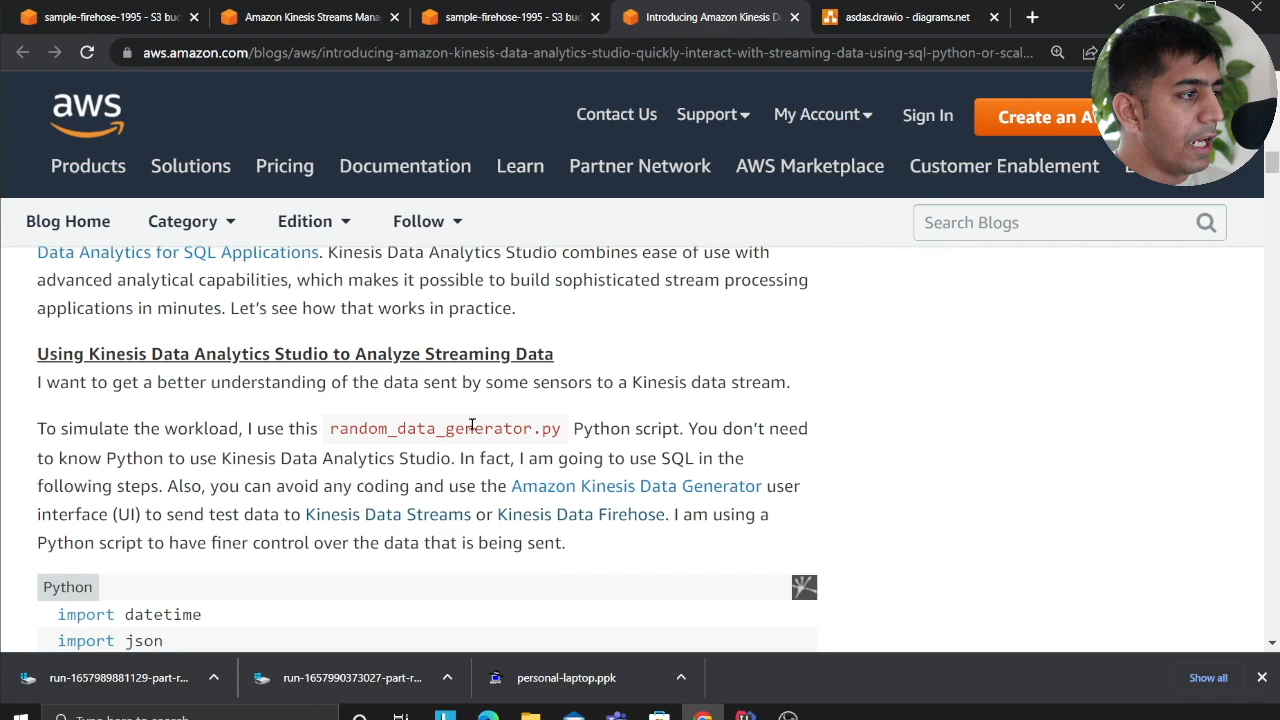 sample-firehose-1995 - S3 buc
Amazon Kinesis Streams Mana
sample-firehose-1995 - S3 buc
Introducing Amazon Kinesis D
asdas.drawio - diagrams.net
aws.amazon.com/blogs/aws/introducing-amazon-kinesis-data-analytics-studio-quickly-interact-with-streaming-data-using-sql-python-or-scal...
aws
Contact Us Support My Account Sign In Create an A
Products Solutions Pricing Documentation Learn Partner Network AWS Marketplace Customer Enablement
Blog Home Category Edition Follow Search Blogs
Data Analytics for SQL Applications. Kinesis Data Analytics Studio combines ease of use with
advanced analytical capabilities, which makes it possible to build sophisticated stream processing
applications in minutes. Let's see how that works in practice.
Using Kinesis Data Analytics Studio to Analyze Streaming Data
I want to get a better understanding of the data sent by some sensors to a Kinesis data stream.
To simulate the workload, I use this random_data_generator.py Python script. You don't need
to know Python to use Kinesis Data Analytics Studio. In fact, I am going to use SQL in the
following steps. Also, you can avoid any coding and use the Amazon Kinesis Data Generator user
interface (UI) to send test data to Kinesis Data Streams or Kinesis Data Firehose. I am using a
Python script to have finer control over the data that is being sent.
Python
import datetime
import json
run-1657989881129-part-r...
run-1657990373027-part-r...
personal-laptop.ppk
Show all
Type here to search